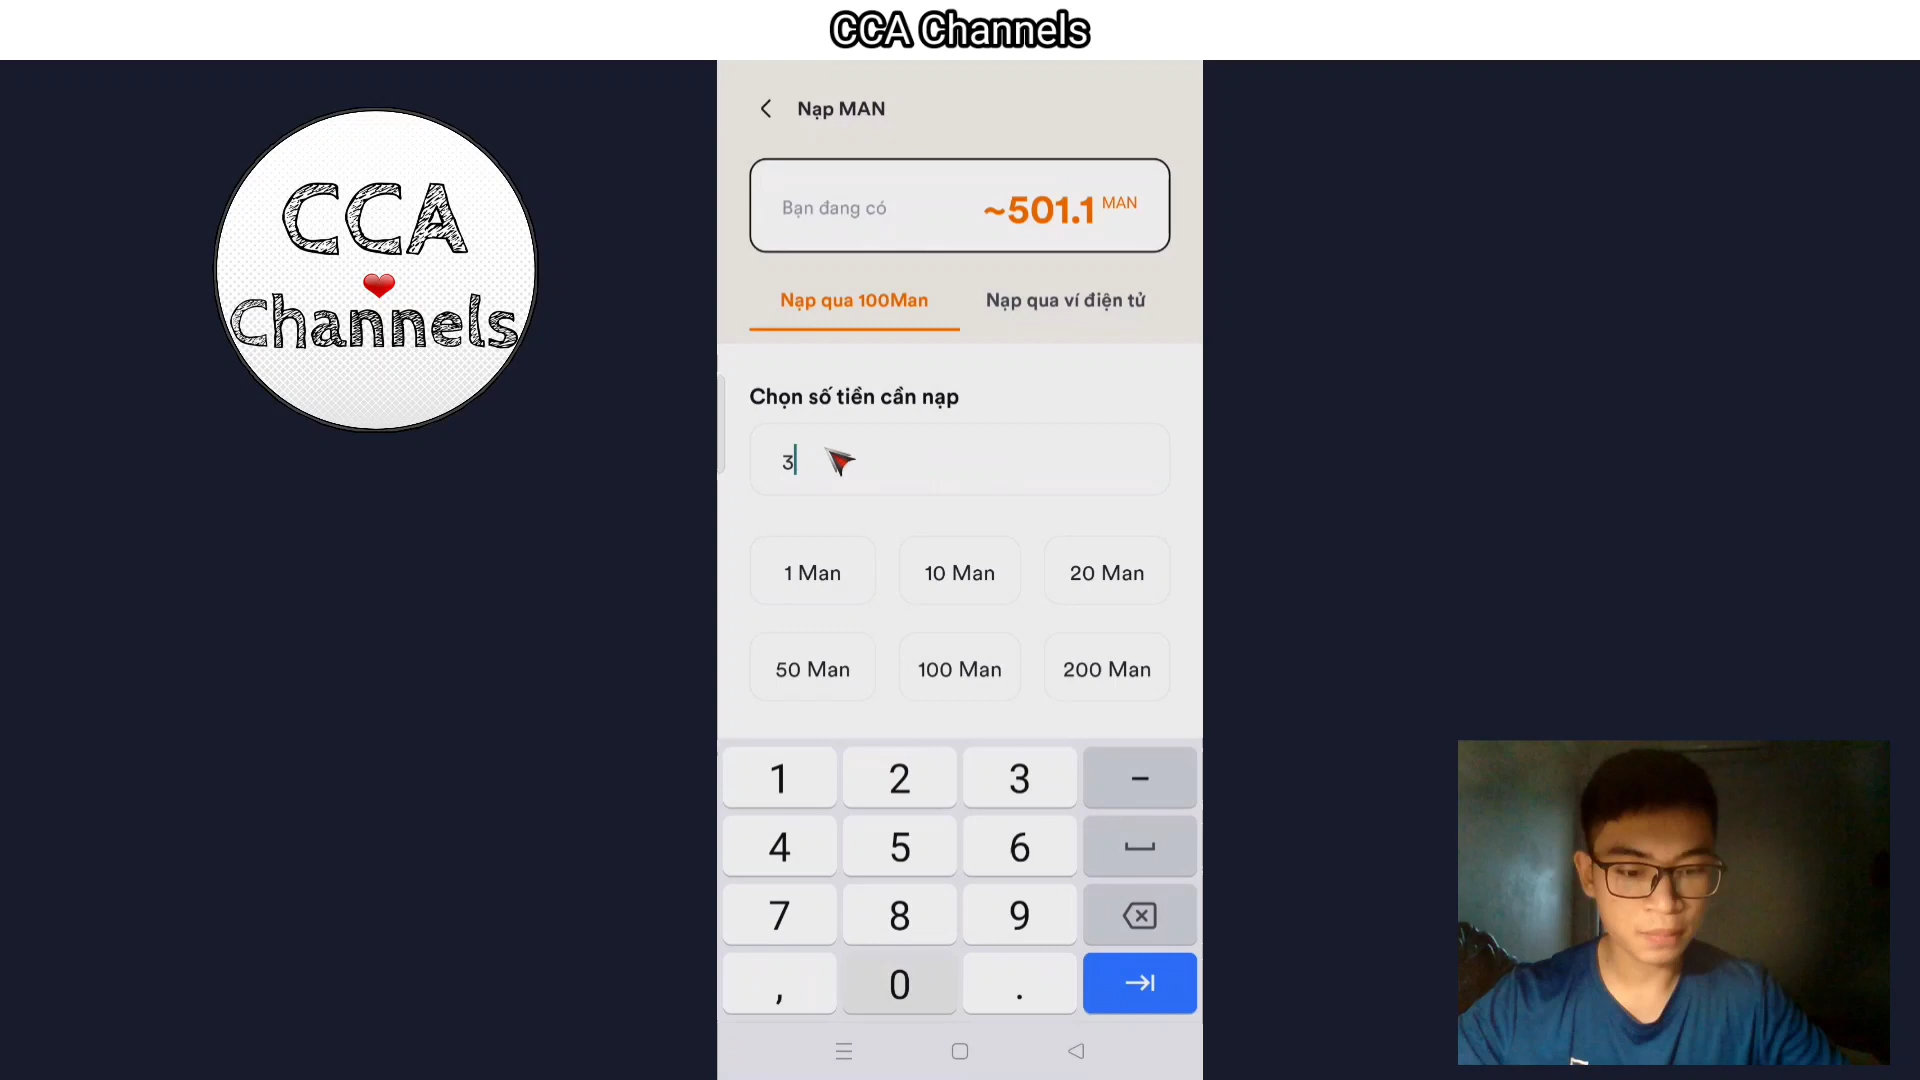 CCA Channels
CCA
Channels
Nạp MAN
Bạn đang có
~501.1 MAN
Nạp qua 100Man
Nạp qua ví điện tử
Chọn số tiền cần nạp
3
1 Man
10 Man
20 Man
50 Man
100 Man
200 Man
1 2 3 –
4 5 6
7 8 9
, 0 .